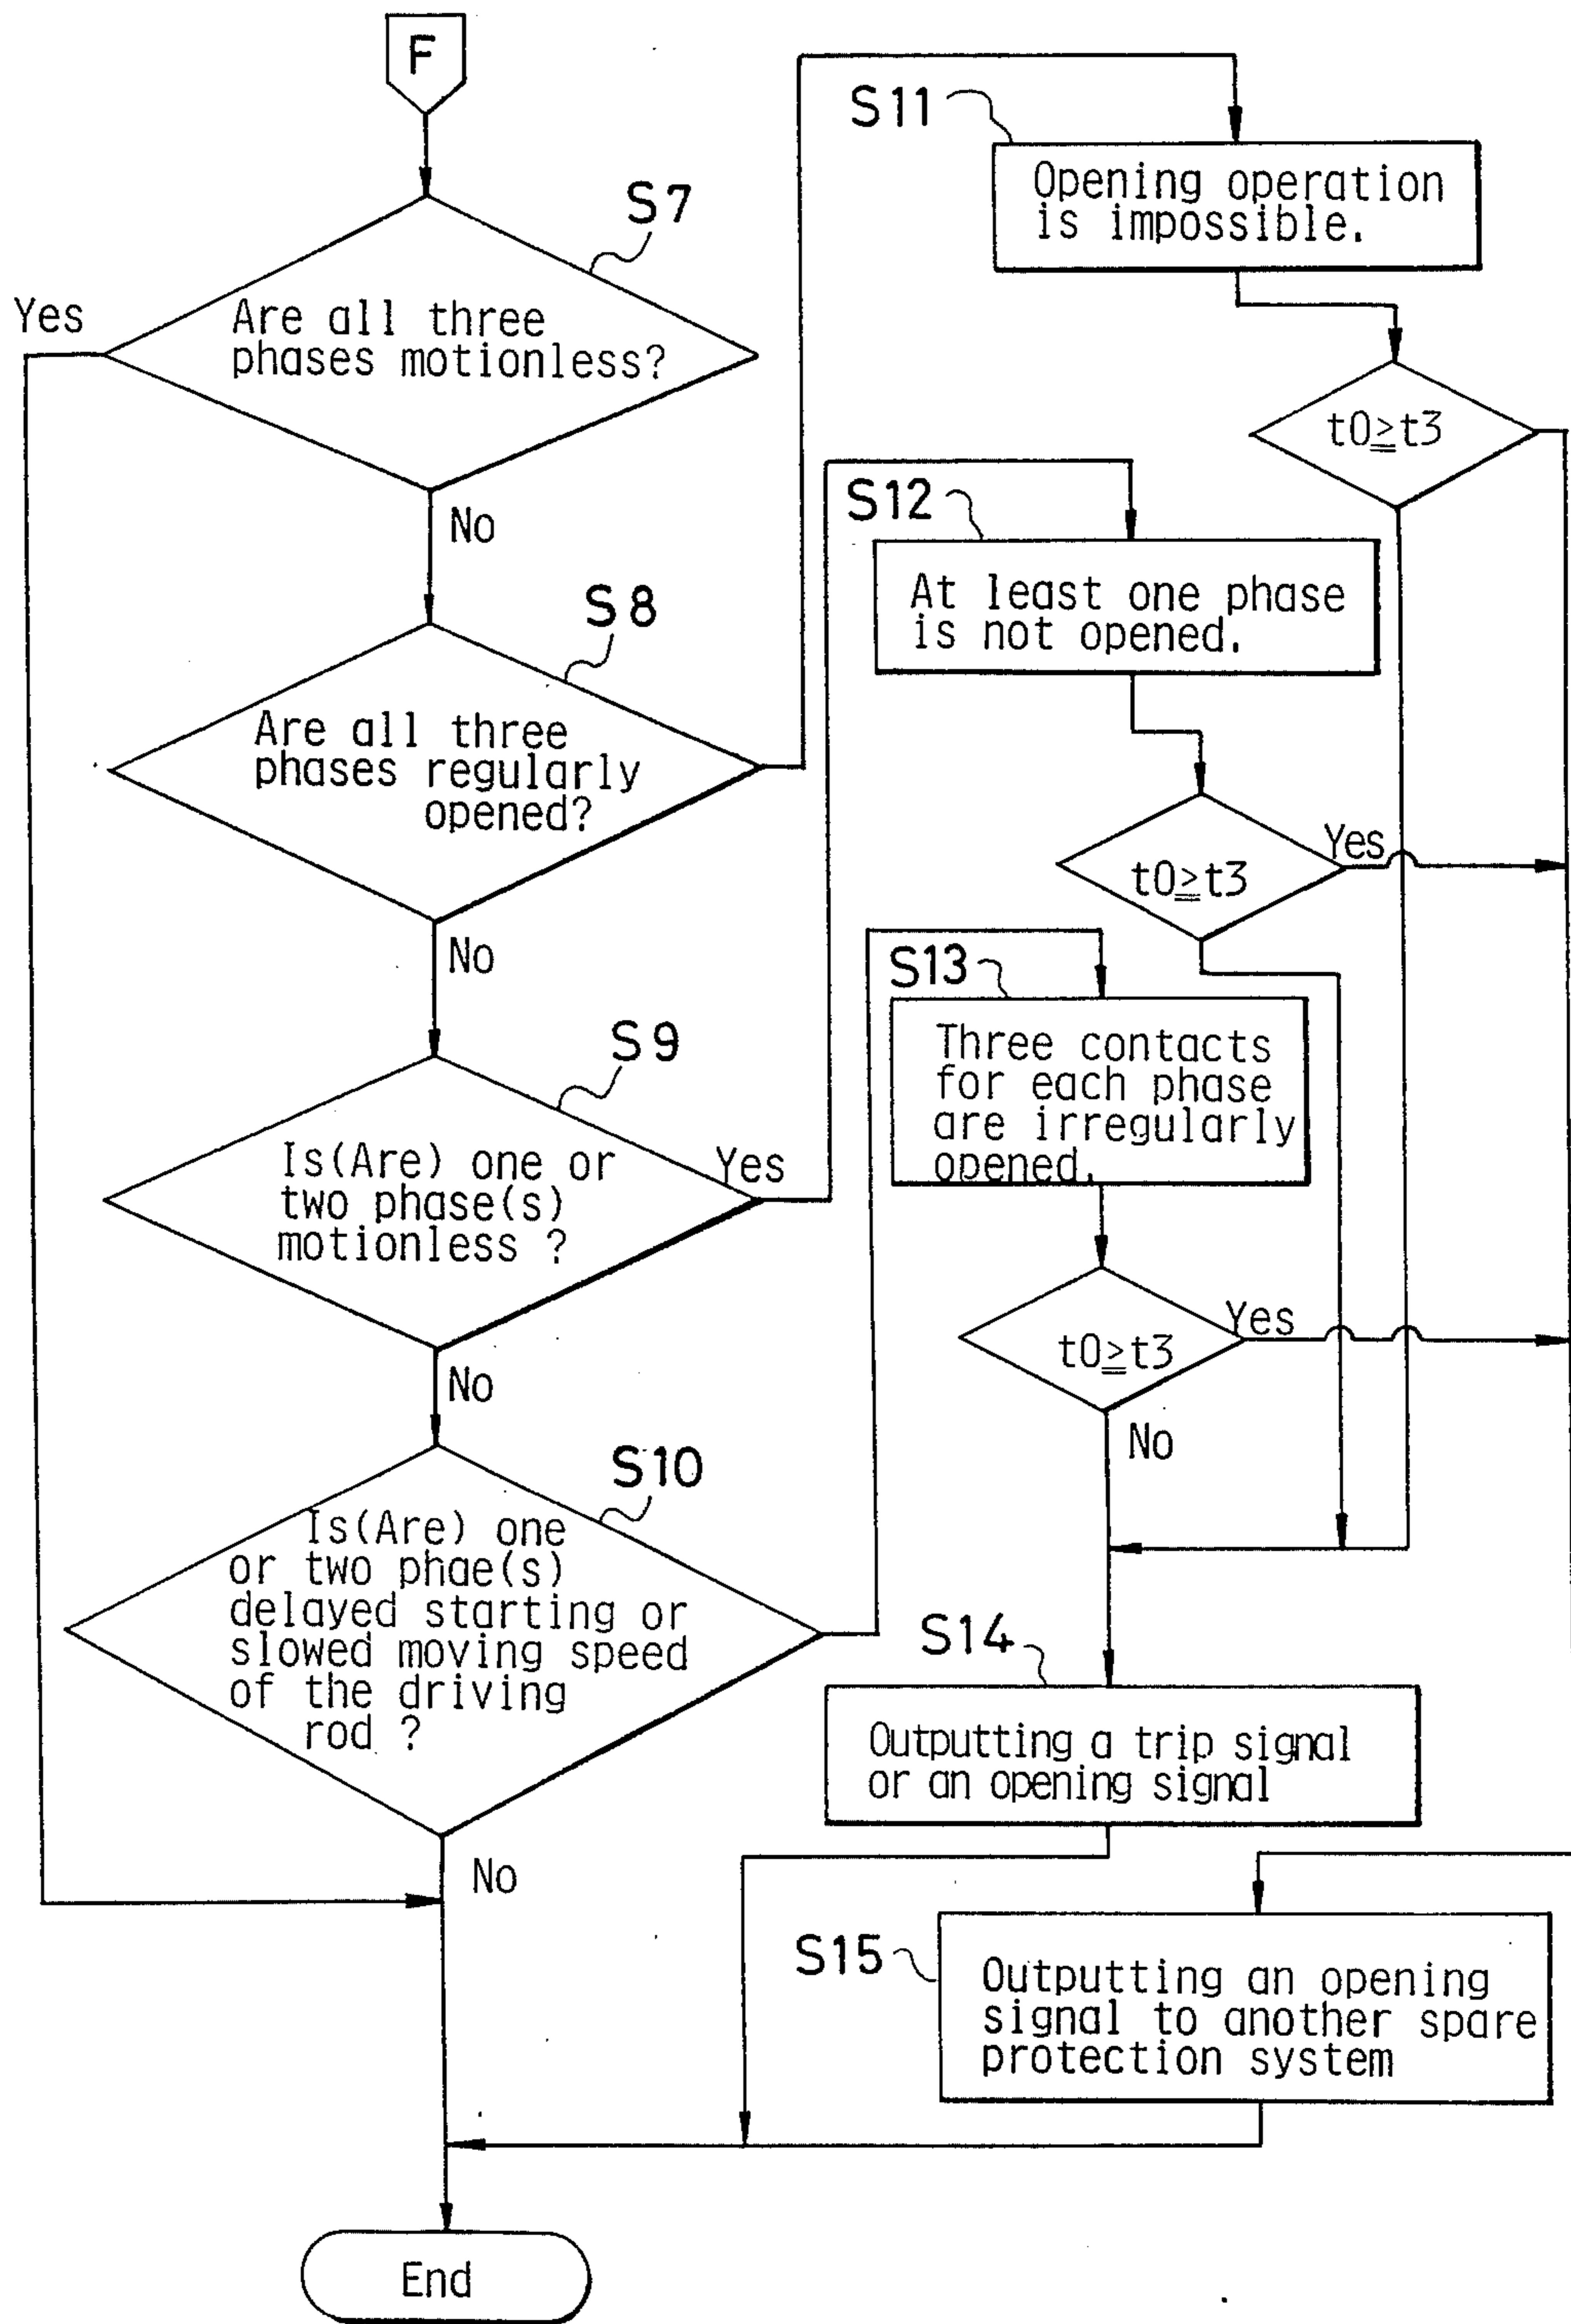 F
S7
Yes
Are all three
phases motionless?
No
S8
Are all three
phases regularly
opened?
No
S9
Is(Are) one or
two phase(s)
motionless ?
Yes
No
S10
Is(Are) one
or two phae(s)
delayed starting or
slowed moving speed
of the driving
rod ?
No
S11
Opening operation
is impossible.
t0≧t3
S12
At least one phase
is not opened.
t0≧t3
Yes
S13
Three contacts
for each phase
are irregularly
opened.
t0≧t3
Yes
No
S14
Outputting a trip signal
or an opening signal
S15
Outputting an opening
signal to another spare
protection system
End